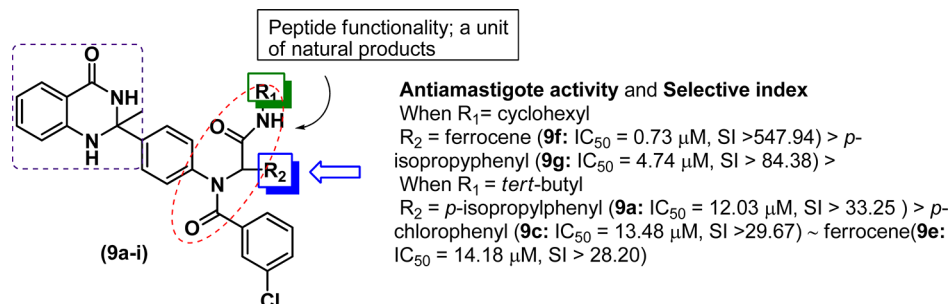 Peptide functionality; a unit
of natural products
O
NH
N
H
R1
NH
O
R2
N
O
Cl
(9a-i)
Antiamastigote activity and Selective index
When R1= cyclohexyl
R2 = ferrocene (9f: IC50 = 0.73 μM, SI >547.94) > p-
isopropyphenyl (9g: IC50 = 4.74 μM, SI > 84.38) >
When R1 = tert-butyl
R2 = p-isopropylphenyl (9a: IC50 = 12.03 μM, SI > 33.25 ) > p-
chlorophenyl (9c: IC50 = 13.48 μM, SI >29.67) ~ ferrocene(9e:
IC50 = 14.18 μM, SI > 28.20)